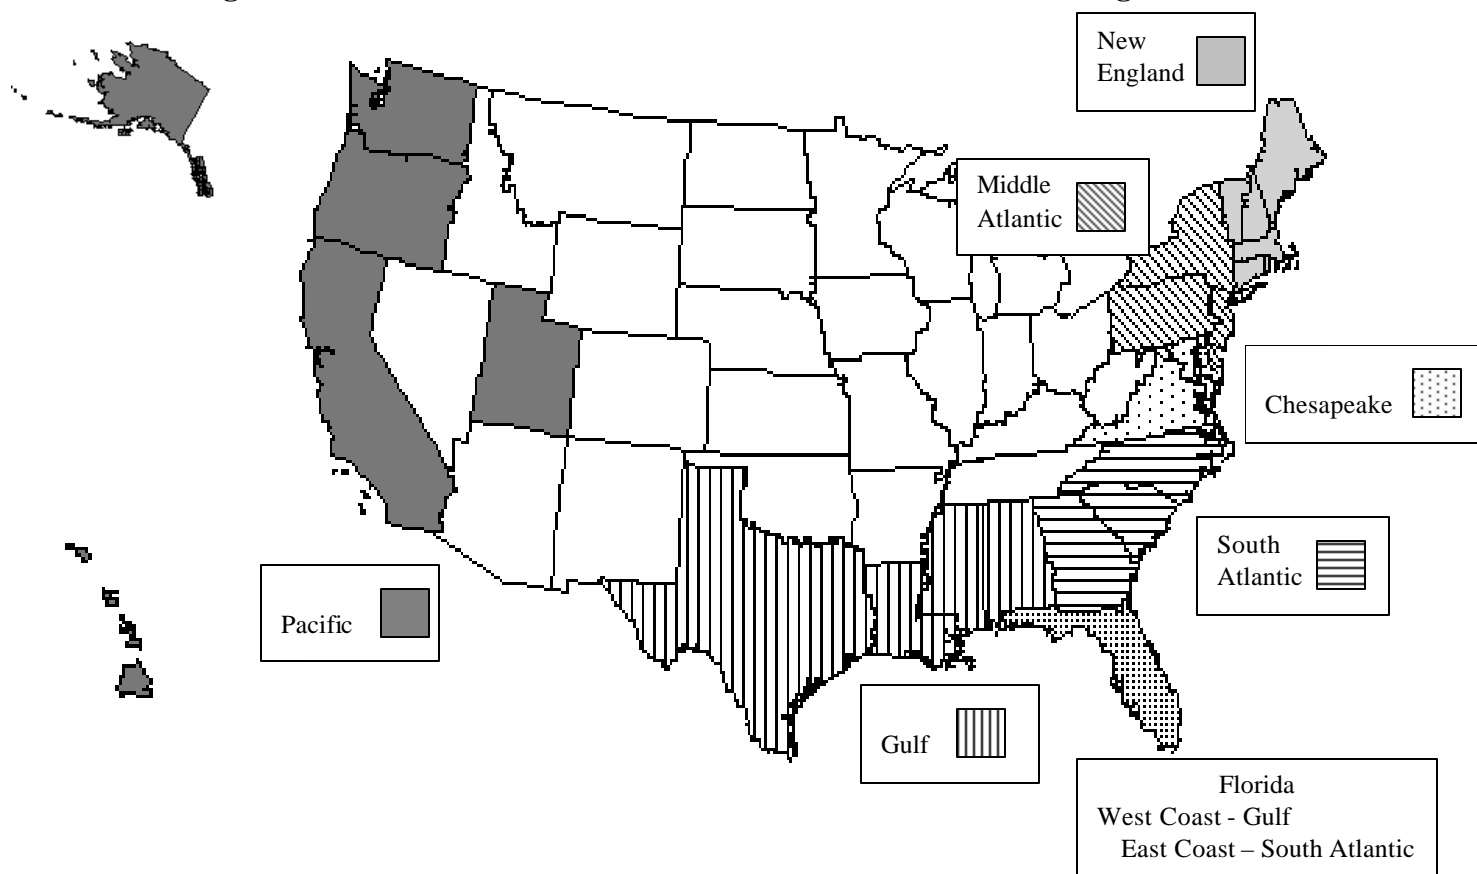 New
England
Middle
Atlantic
Chesapeake
South
Atlantic
Pacific
Gulf
Florida
West Coast - Gulf
East Coast – South Atlantic